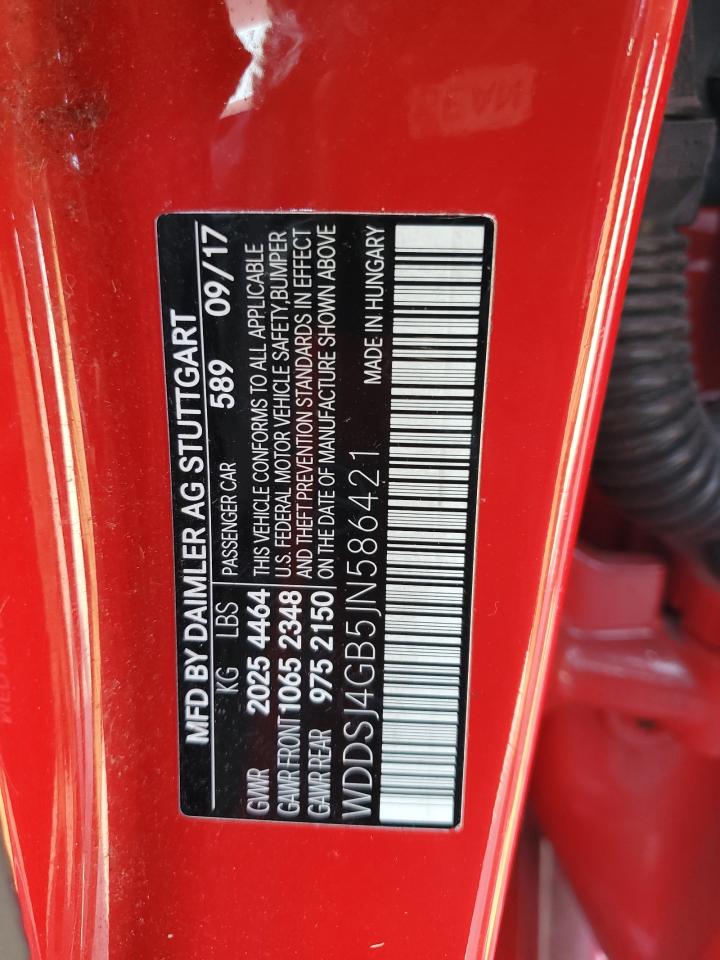 MFD BY DAIMLER AG STUTTGART
KG LBS PASSENGER CAR 589 09/17
GVWR 2025 4464 THIS VEHICLE CONFORMS TO ALL APPLICABLE
GAWR FRONT 1065 2348 U.S. FEDERAL MOTOR VEHICLE SAFETY,BUMPER
GAWR REAR 975 2150 AND THEFT PREVENTION STANDARDS IN EFFECT
ON THE DATE OF MANUFACTURE SHOWN ABOVE
WDDSJ4GB5JN586421 MADE IN HUNGARY